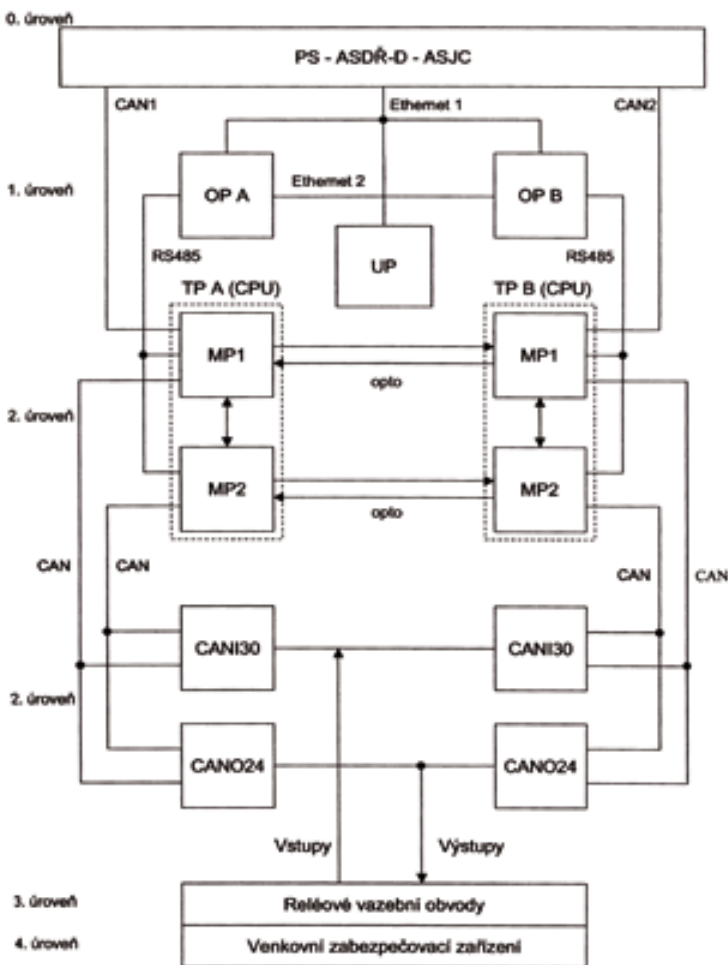 0. úroveň
PS - ASDŘ-D - ASJC
CAN1
Ethernet 1
CAN2
1. úroveň
OP A
Ethernet 2
OP B
RS485
UP
RS485
TP A (CPU)
TP B (CPU)
MP1
MP1
opto
2. úroveň
MP2
MP2
opto
CAN
CAN
CAN
CAN
CANI30
CANI30
2. úroveň
CANO24
CANO24
Vstupy
Výstupy
3. úroveň
Reléové vazební obvody
4. úroveň
Venkovní zabezpečovací zařízení